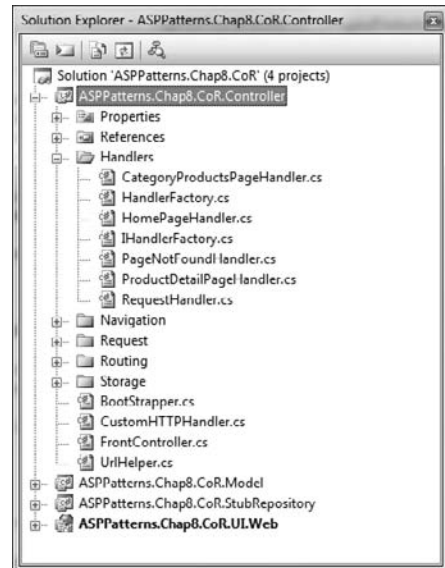 Solution Explorer - ASPPatterns.Chap8.CoR.Controller
Solution 'ASPPatterns.Chap8.CoR' (4 projects)
ASPPatterns.Chap8.CoR.Controller
Properties
References
Handlers
CategoryProductsPageHandler.cs
HandlerFactory.cs
HomePageHandler.cs
IHandlerFactory.cs
PageNotFoundHandler.cs
ProductDetailPageHandler.cs
RequestHandler.cs
Navigation
Request
Routing
Storage
BootStrapper.cs
CustomHTTPHandler.cs
FrontController.cs
UrlHelper.cs
ASPPatterns.Chap8.CoR.Model
ASPPatterns.Chap8.CoR.StubRepository
ASPPatterns.Chap8.CoR.UI.Web